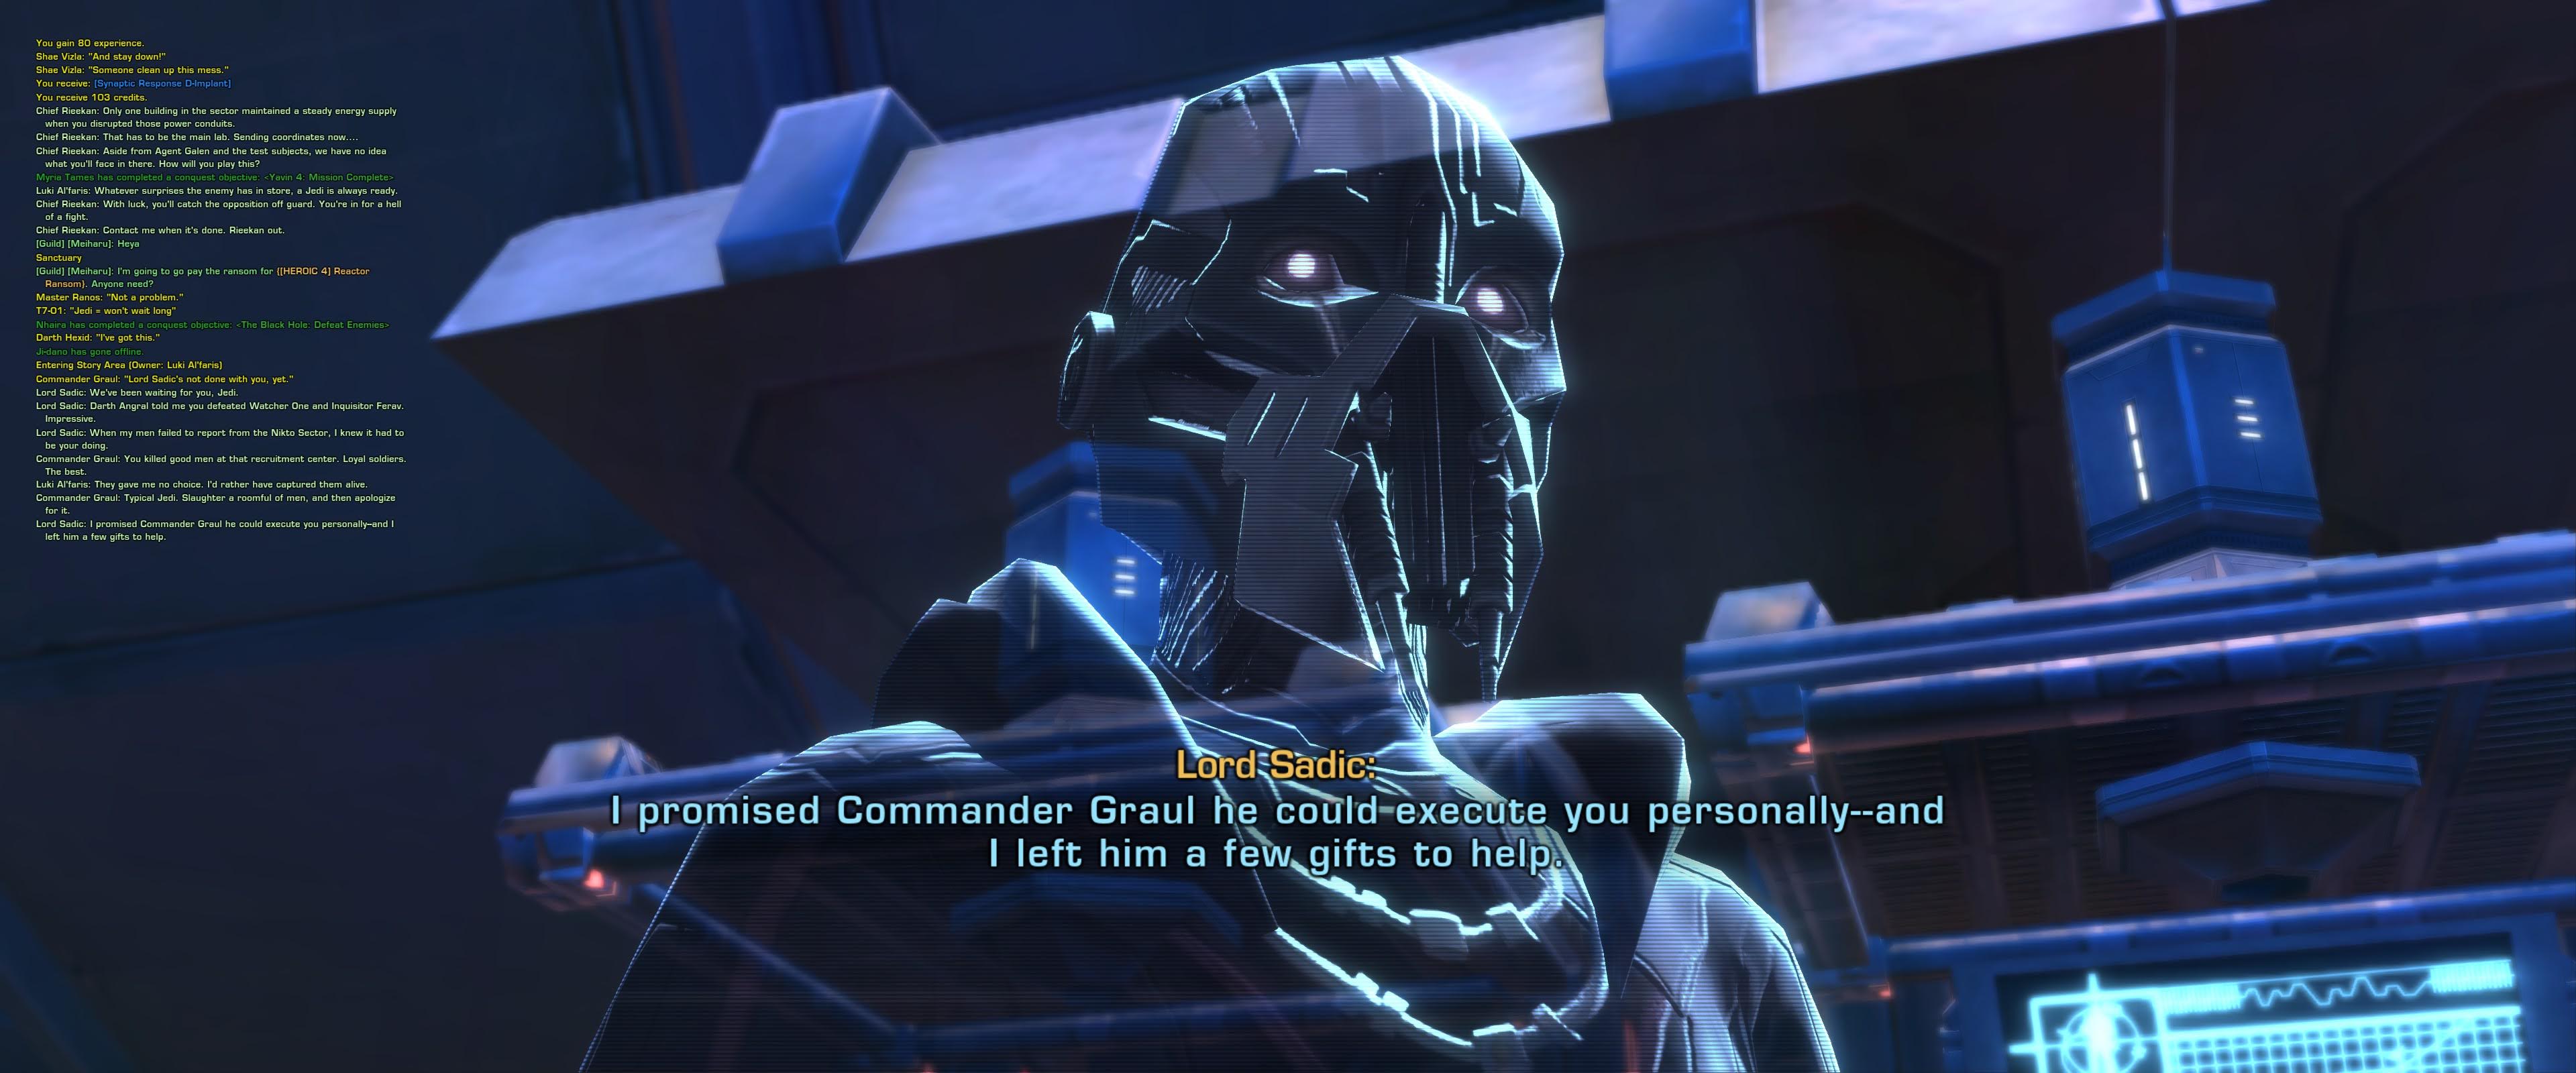 You gain 80 experience.
Shae Vizla: "And stay down!"
Shae Vizla: "Someone clean up this mess."
You receive: [Synaptic Response D-Implant]
You receive 103 credits.
Chief Rieekan: Only one building in the sector maintained a steady energy supply
when you disrupted those power conduits.
Chief Rieekan: That has to be the main lab. Sending coordinates now....
Chief Rieekan: Aside from Agent Galen and the test subjects, we have no idea
what you'll face in there. How will you play this?
Myria Tames has completed a conquest objective: <Yavin 4: Mission Complete>
Luki Al'faris: Whatever surprises the enemy has in store, a Jedi is always ready.
Chief Rieekan: With luck, you'll catch the opposition off guard. You're in for a hell
of a fight.
Chief Rieekan: Contact me when it's done. Rieekan out.
[Guild] [Meiharu]: Heya
Sanctuary
[Guild] [Meiharu]: I'm going to go pay the ransom for {[HEROIC 4] Reactor
Ransom}. Anyone need?
Master Ranos: "Not a problem."
T7-01: "Jedi = won't wait long"
Nhaira has completed a conquest objective: <The Black Hole: Defeat Enemies>
Darth Hexid: "I've got this."
Ji-dano has gone offline.
Entering Story Area (Owner: Luki Al'faris)
Commander Graul: "Lord Sadic's not done with you, yet."
Lord Sadic: We've been waiting for you, Jedi.
Lord Sadic: Darth Angral told me you defeated Watcher One and Inquisitor Ferav.
Impressive.
Lord Sadic: When my men failed to report from the Nikto Sector, I knew it had to
be your doing.
Commander Graul: You killed good men at that recruitment center. Loyal soldiers.
The best.
Luki Al'faris: They gave me no choice. I'd rather have captured them alive.
Commander Graul: Typical Jedi. Slaughter a roomful of men, and then apologize
for it.
Lord Sadic: I promised Commander Graul he could execute you personally--and I
left him a few gifts to help.
Lord Sadic:
I promised Commander Graul he could execute you personally--and
I left him a few gifts to help.